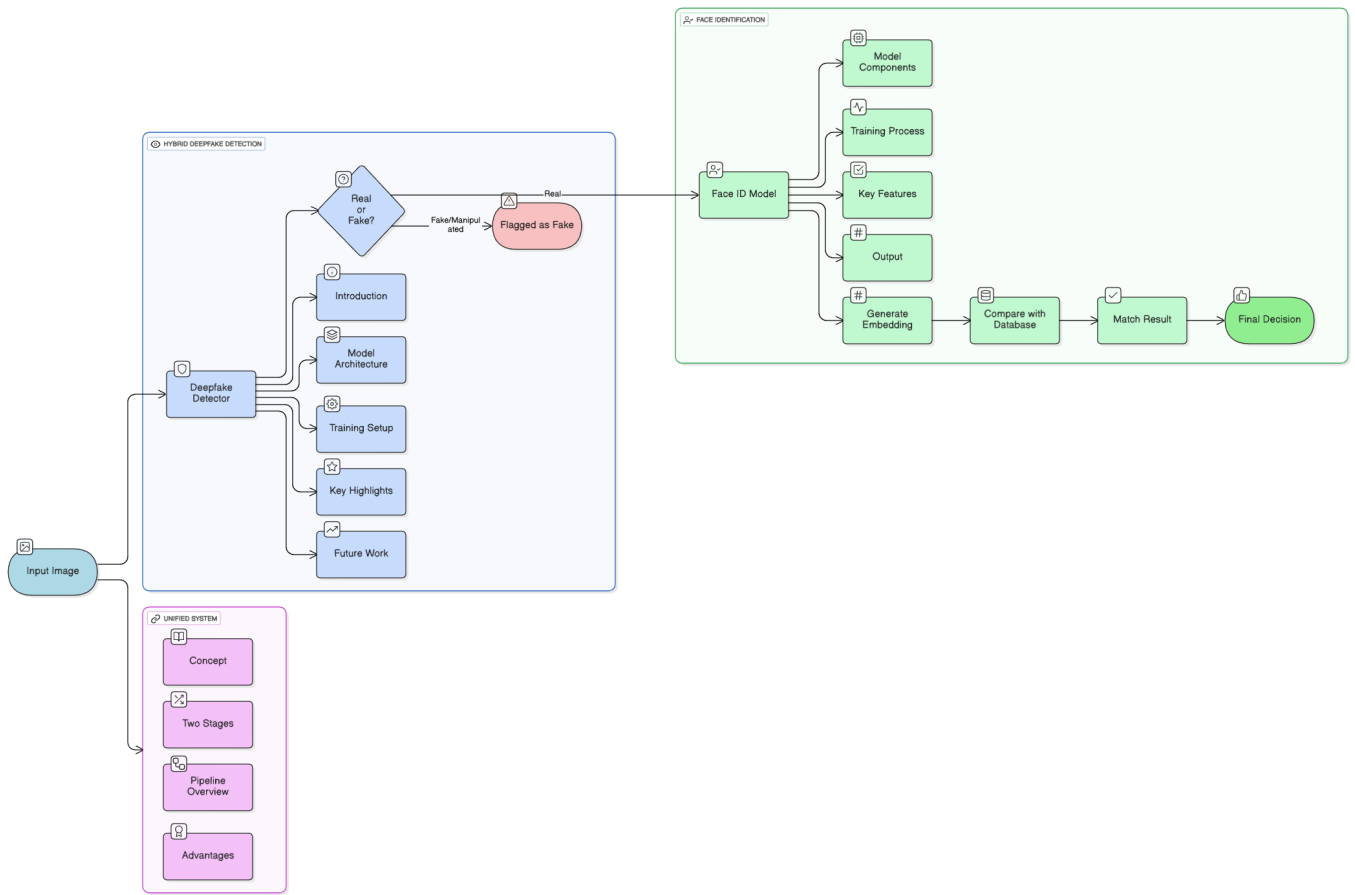 FACE IDENTIFICATION
Model
Components
Training Process
Face ID Model
Key Features
Output
Generate
Embedding
Compare with
Database
Match Result
Final Decision
HYBRID DEEPFAKE DETECTION
Real
or
Fake?
Real
Fake/Manipul
ated
Flagged as Fake
Introduction
Model
Architecture
Deepfake
Detector
Training Setup
Key Highlights
Future Work
Input Image
UNIFIED SYSTEM
Concept
Two Stages
Pipeline
Overview
Advantages